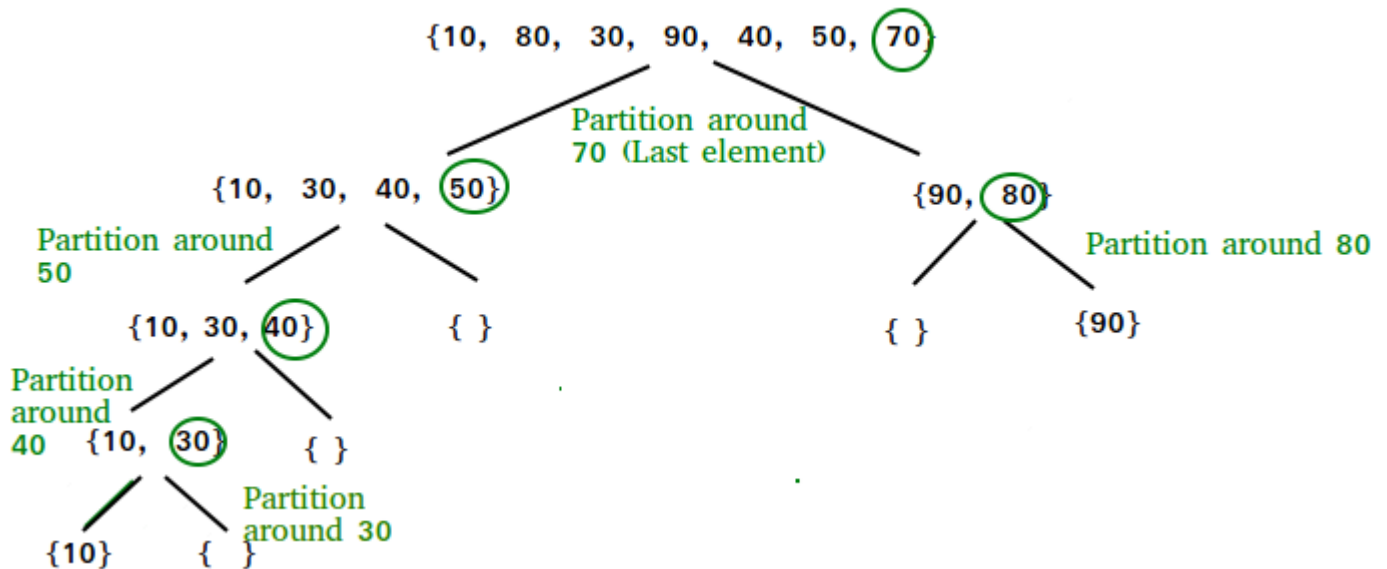 {10, 80, 30, 90, 40, 50, 70}
Partition around
70 (Last element)
{10, 30, 40, 50}
{90, 80}
Partition around
50
Partition around 80
{10, 30, 40}
{ }
{ }
{90}
Partition
around
40
{10, 30}
{ }
Partition
around 30
{10}
{ }